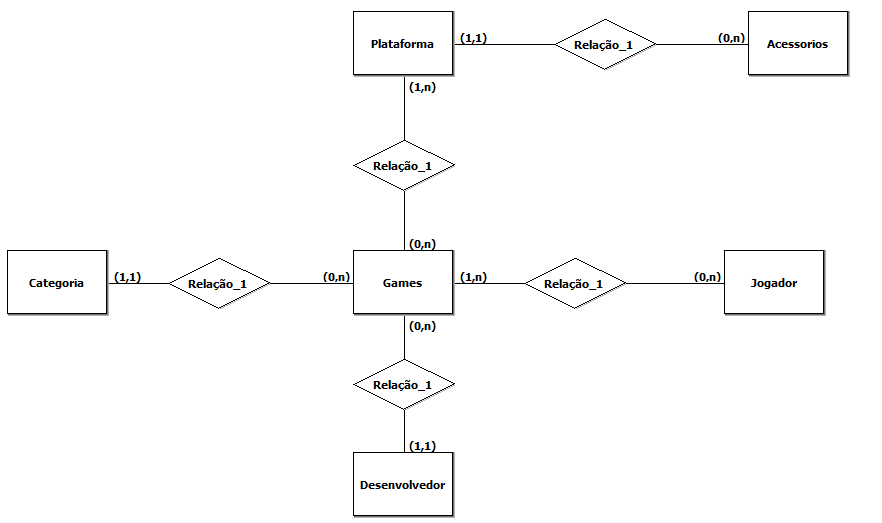 Plataforma
(1,1)
Relação_1
(0,n)
Acessorios
(1,n)
Relação_1
(0,n)
Categoria
(1,1)
Relação_1
(0,n)
Games
(1,n)
Relação_1
(0,n)
Jogador
(0,n)
Relação_1
(1,1)
Desenvolvedor